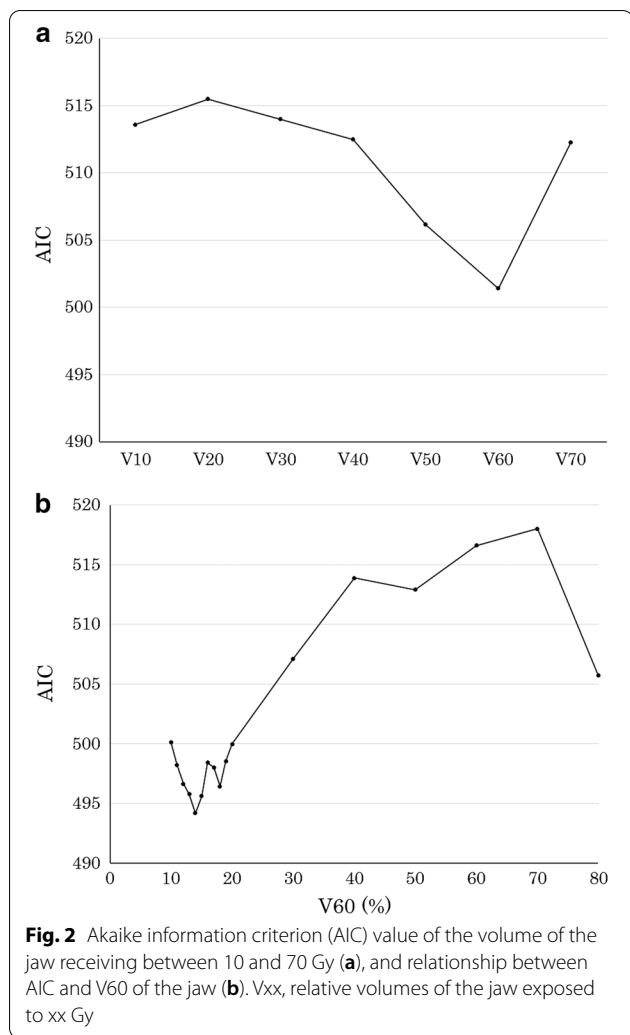 a
520
515
510
505
500
495
490
AIC
V10 V20 V30 V40 V50 V60 V70
b
520
515
510
505
500
495
490
AIC
0 10 20 30 40 50 60 70 80
V60 (%)
Fig. 2 Akaike information criterion (AIC) value of the volume of the
jaw receiving between 10 and 70 Gy (a), and relationship between
AIC and V60 of the jaw (b). Vxx, relative volumes of the jaw exposed
to xx Gy